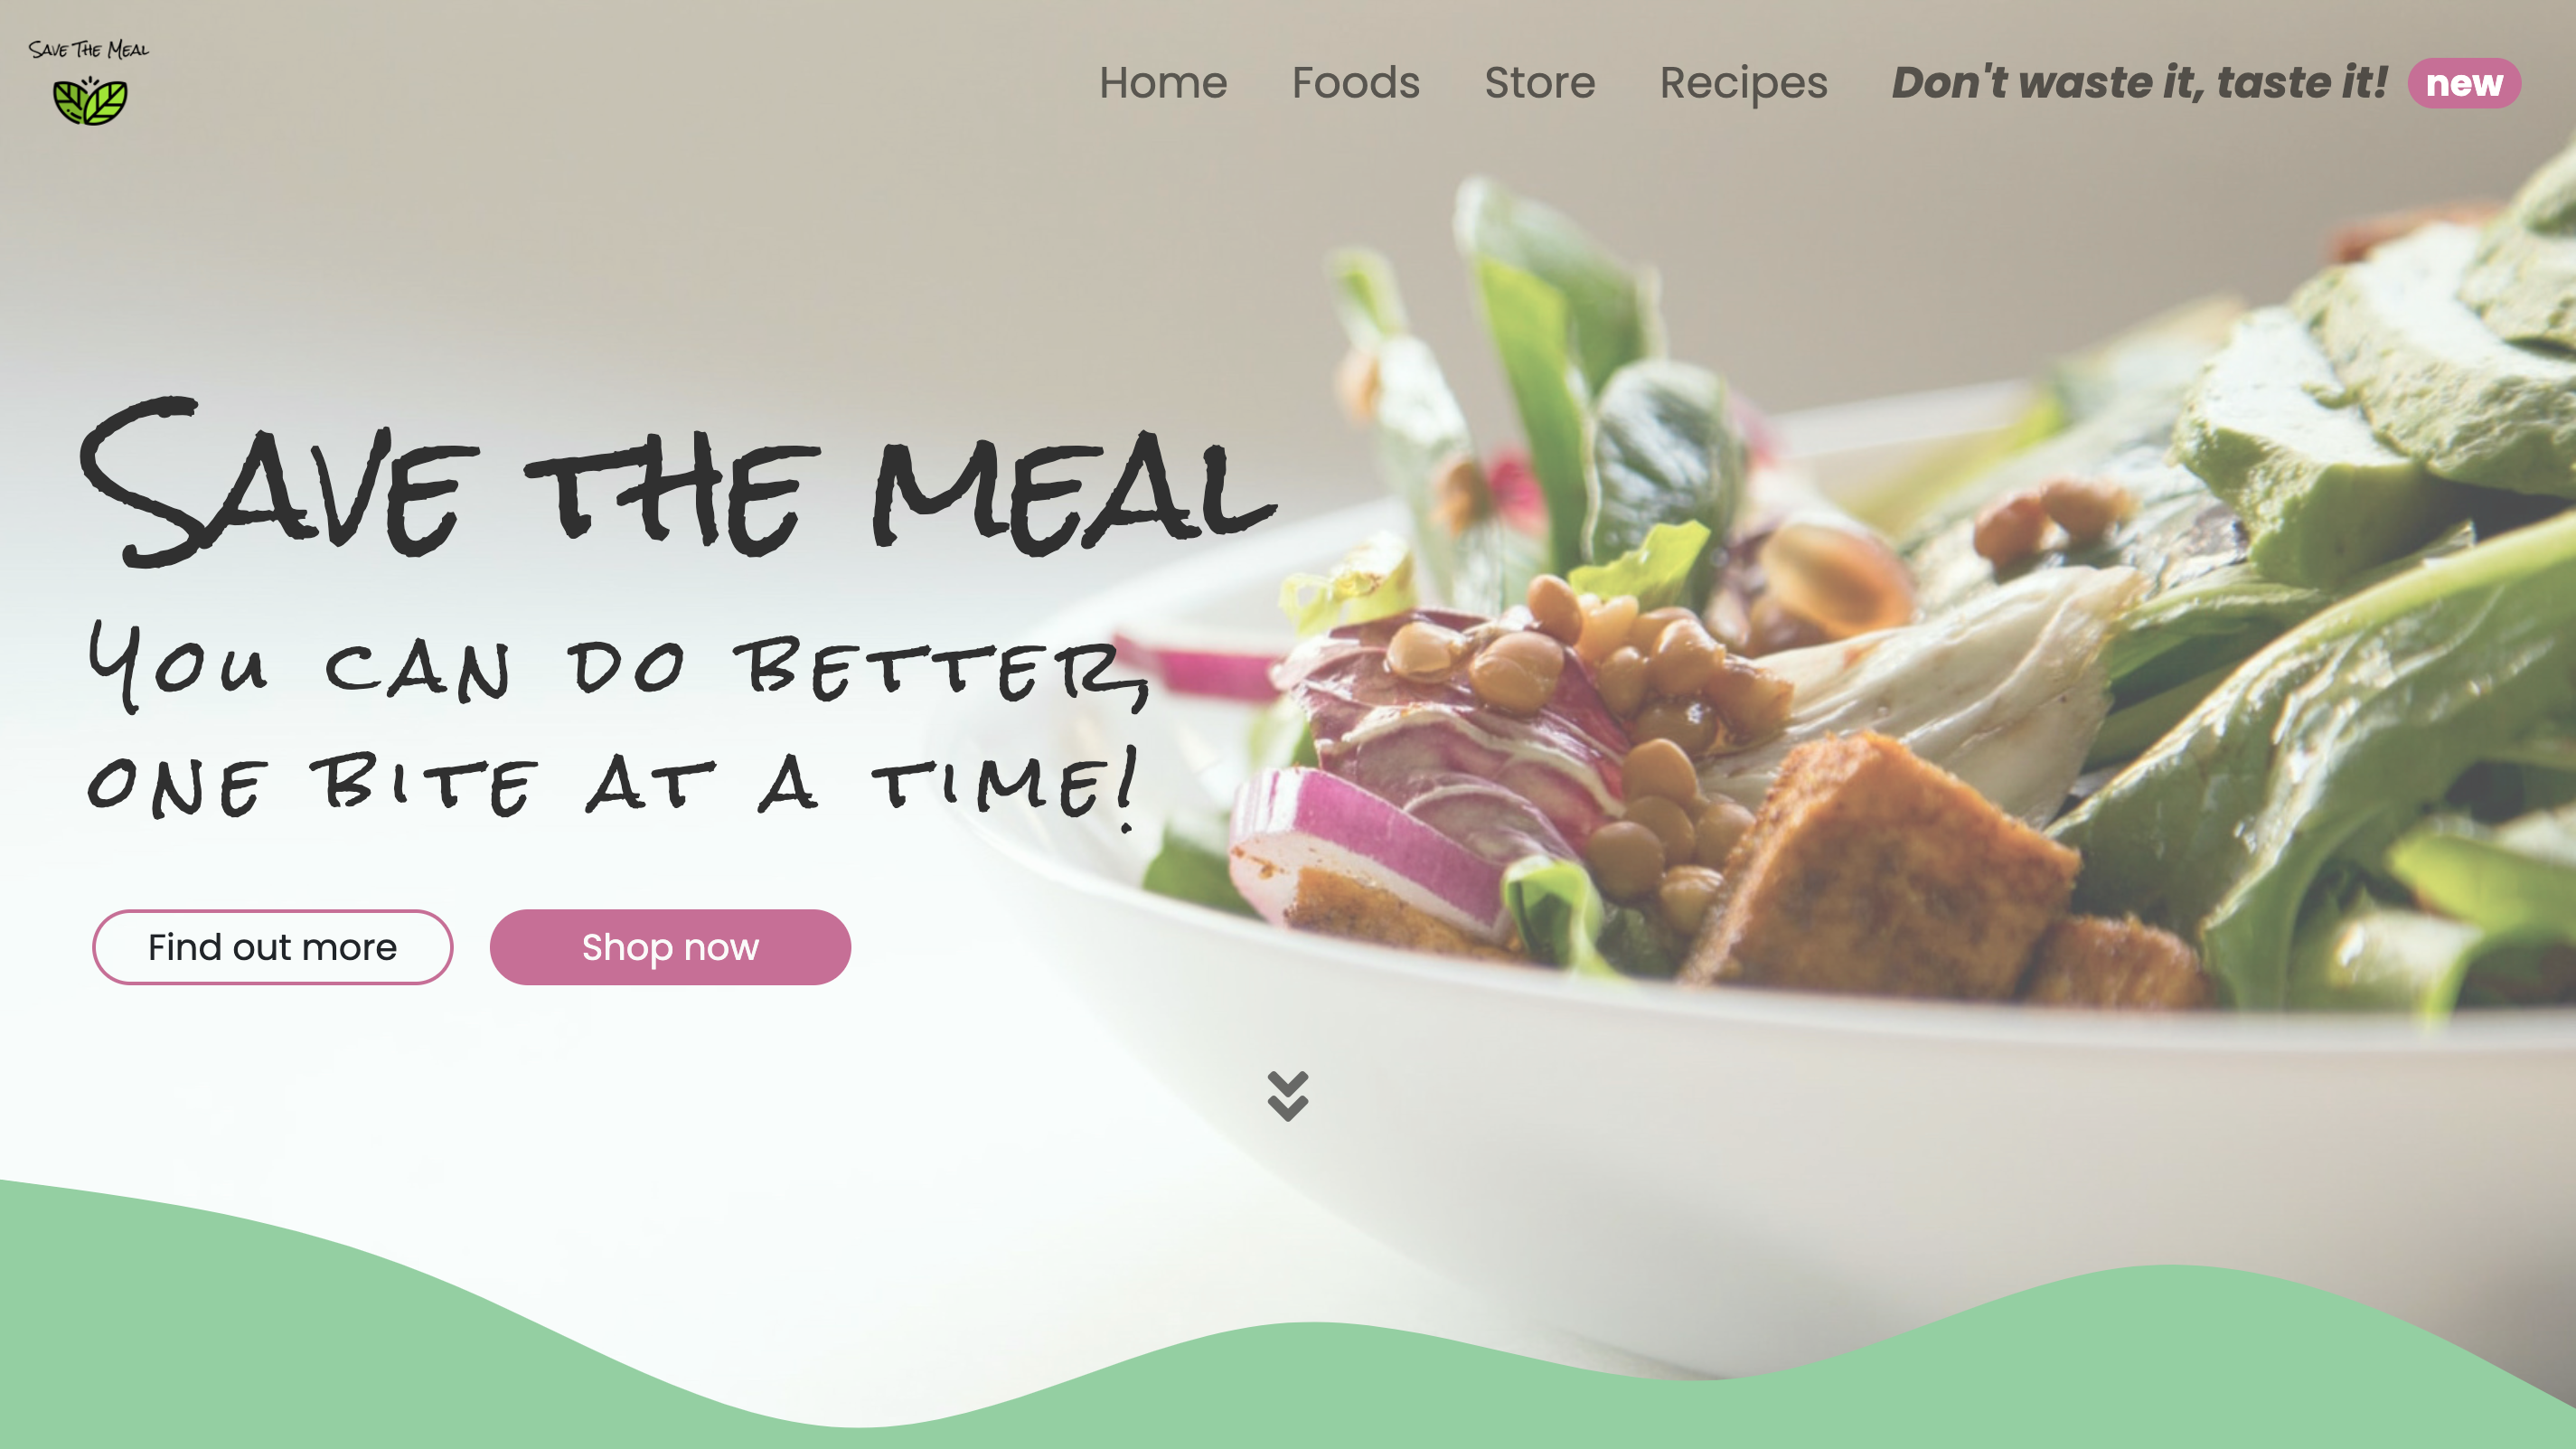 Save The Meal
Home Foods Store Recipes Don't waste it, taste it! new
Save the meal
You can do better,
one bite at a time!
Find out more Shop now